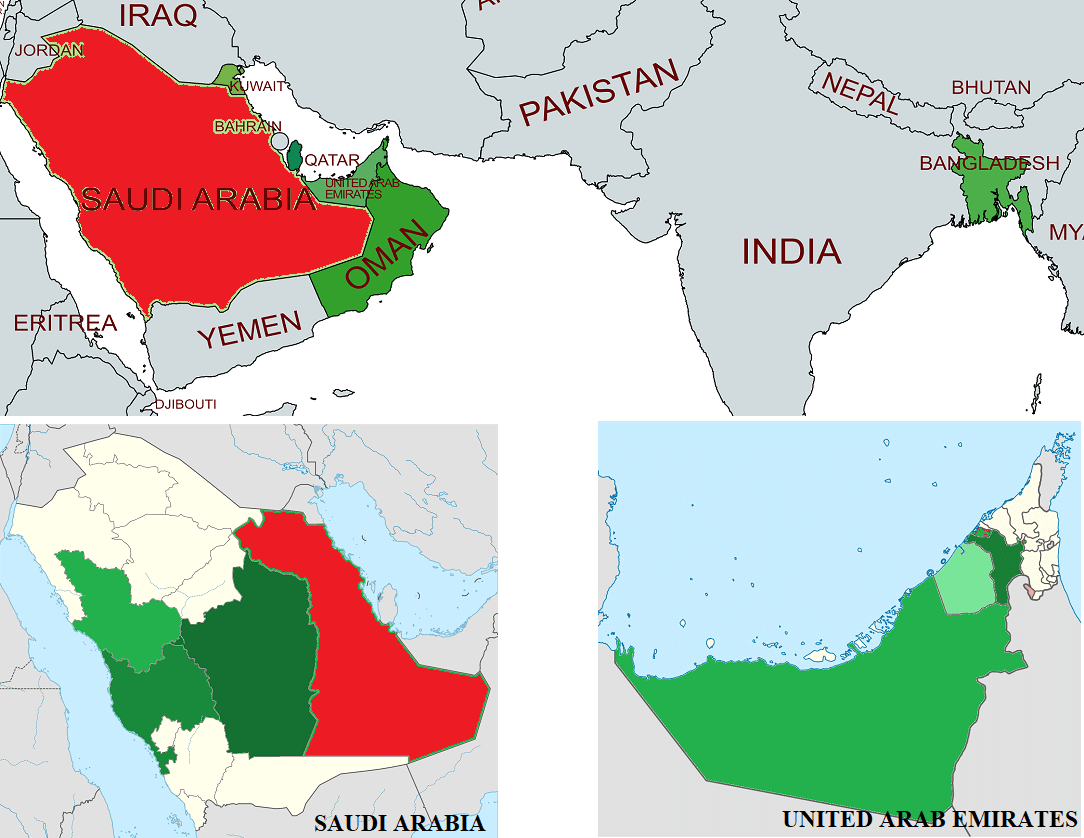 IRAQ
JORDAN
KUWAIT
BAHRAIN
QATAR
SAUDI ARABIA
UNITED ARAB
EMIRATES
OMAN
YEMEN
ERITREA
DJIBOUTI
PAKISTAN
NEPAL
BHUTAN
BANGLADESH
INDIA
SAUDI ARABIA
UNITED ARAB EMIRATES